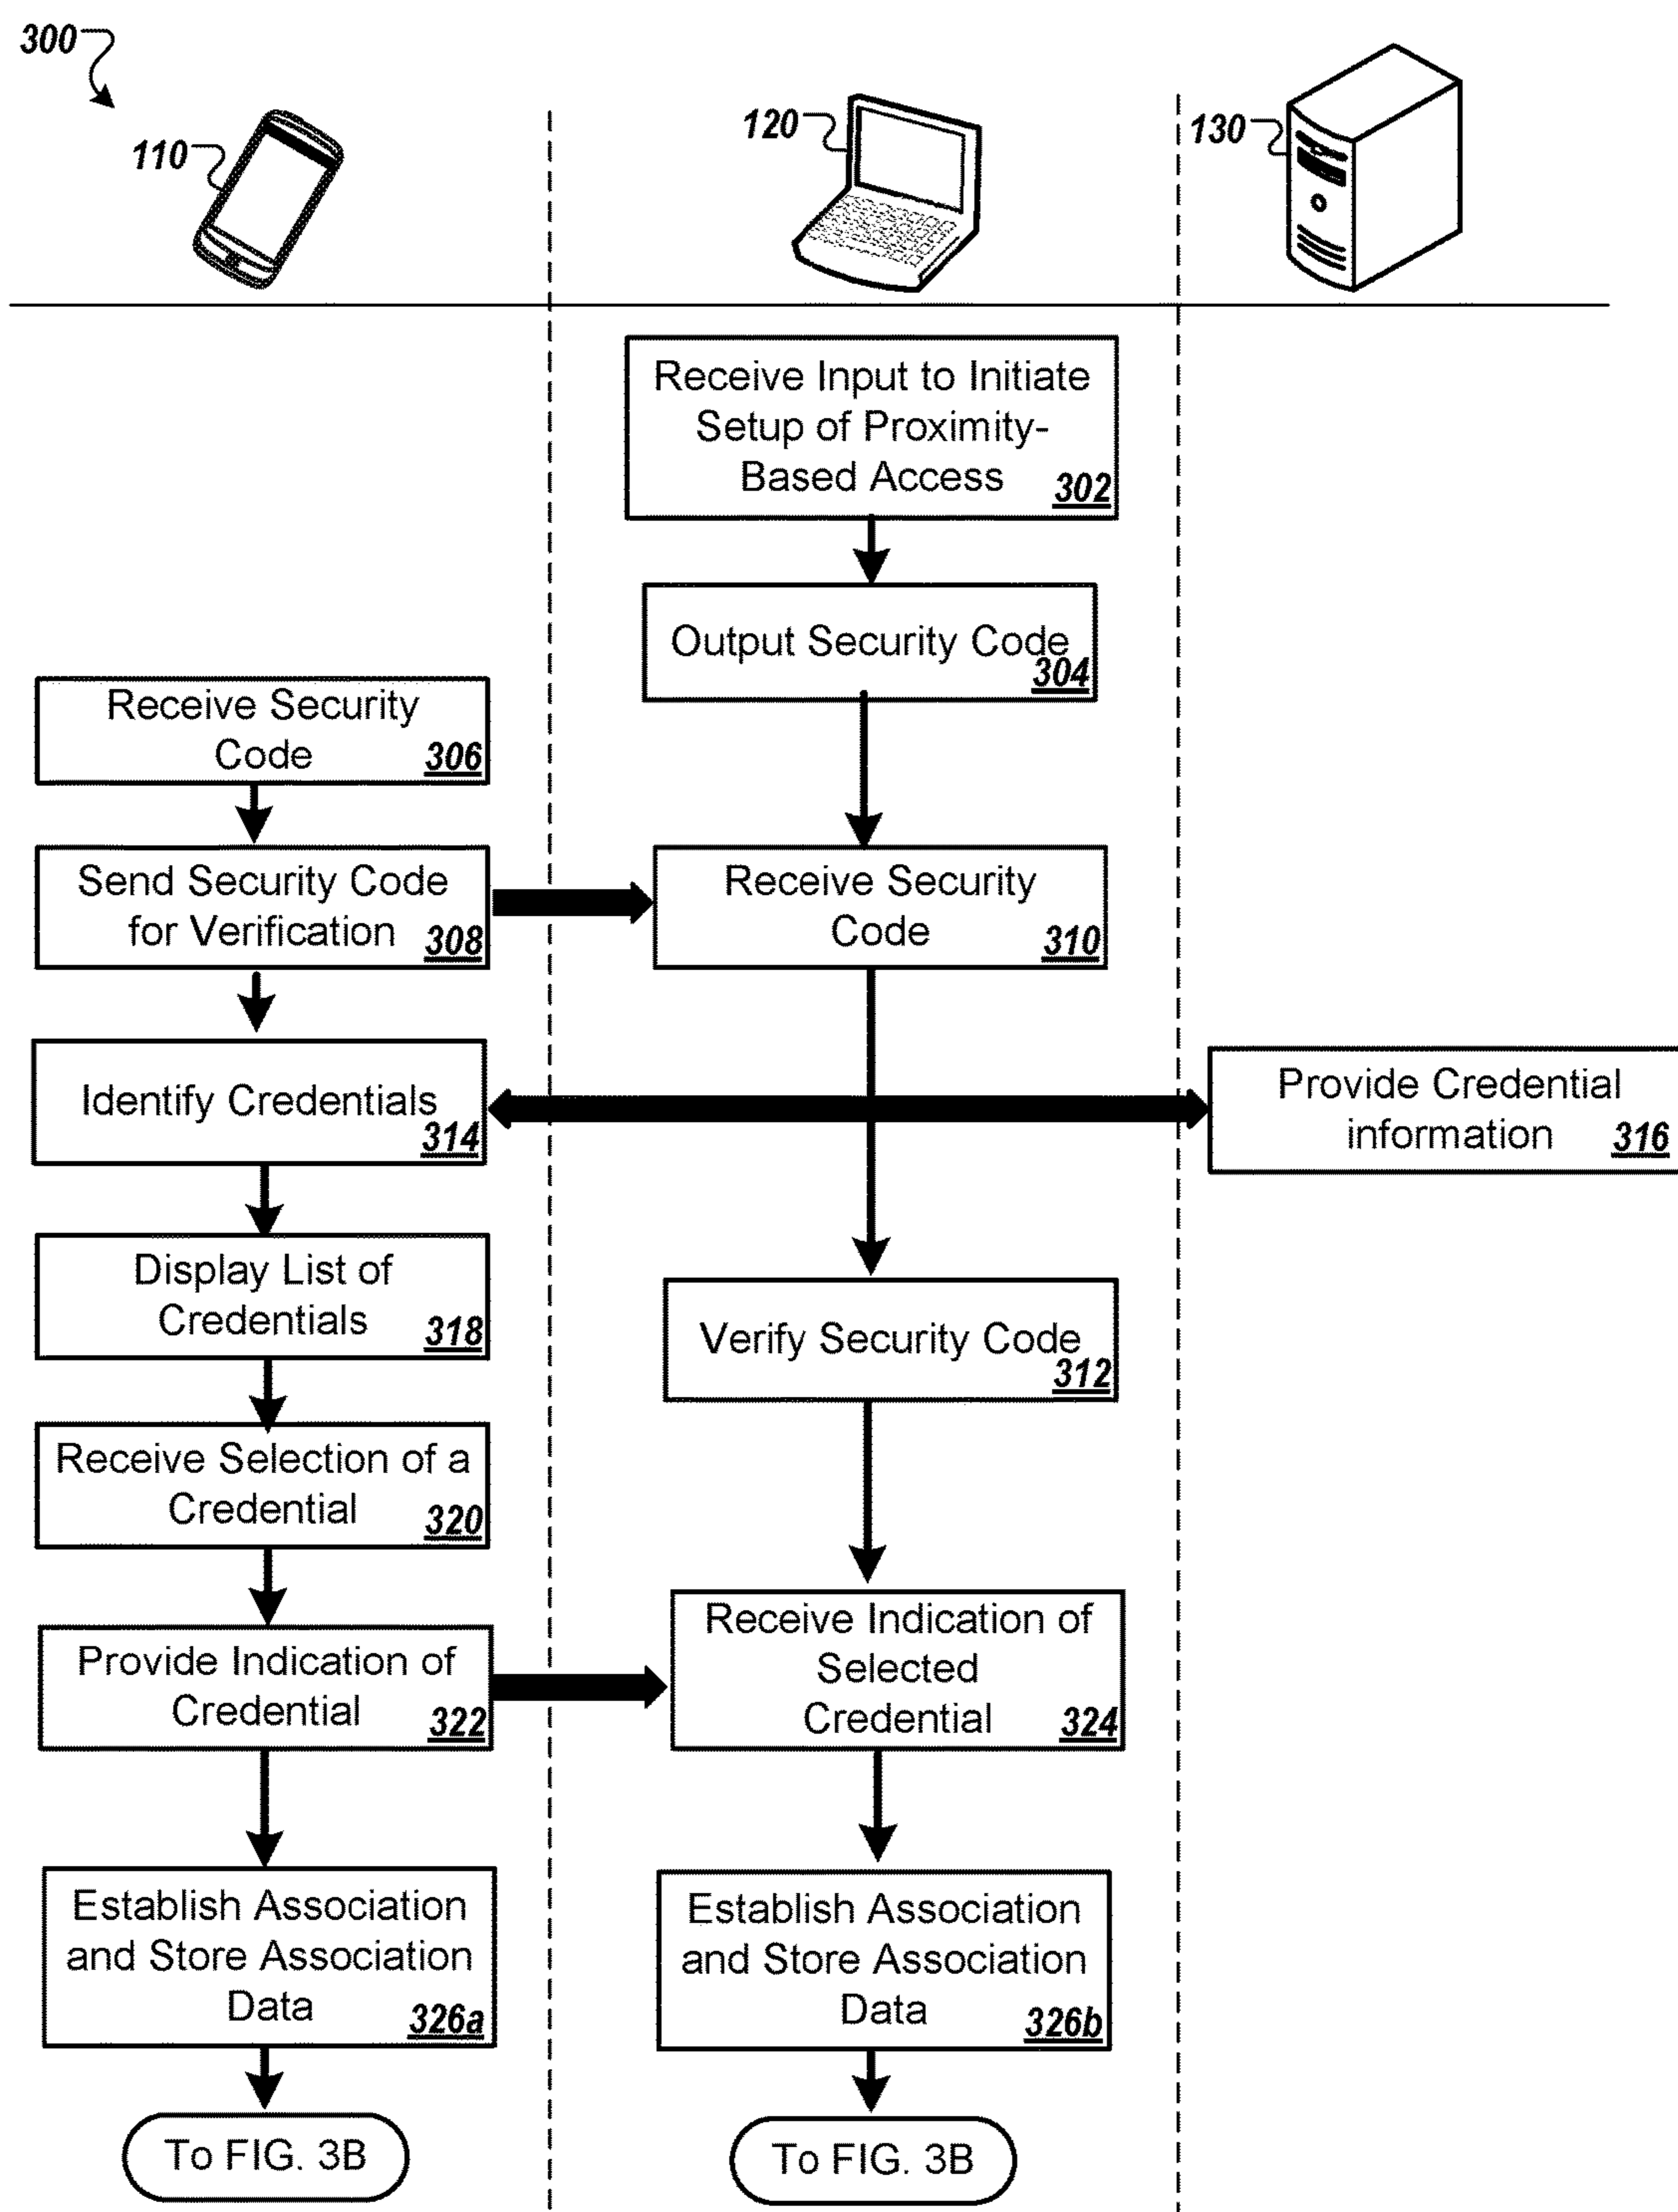 300
110
120
130
Receive Input to Initiate
Setup of Proximity-
Based Access 302
Output Security Code
304
Receive Security
Code 306
Send Security Code
for Verification 308
Receive Security
Code 310
Identify Credentials
314
Provide Credential
information 316
Display List of
Credentials 318
Verify Security Code
312
Receive Selection of a
Credential 320
Provide Indication of
Credential 322
Receive Indication of
Selected
Credential 324
Establish Association
and Store Association
Data 326a
Establish Association
and Store Association
Data 326b
To FIG. 3B
To FIG. 3B